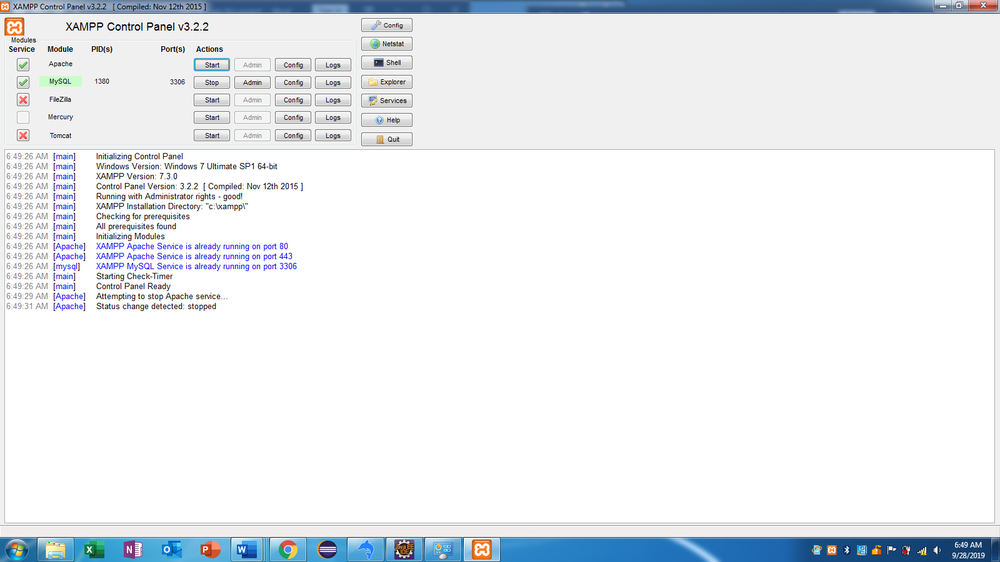 XAMPP Control Panel v3.2.2 [ Compiled: Nov 12th 2015 ]
XAMPP Control Panel v3.2.2
Config
Modules
Service Module PID(s) Port(s) Actions
Netstat
Apache Start Admin Config Logs
Shell
MySQL 1380 3306 Stop Admin Config Logs
Explorer
FileZilla Start Admin Config Logs
Services
Mercury Start Admin Config Logs
Help
Tomcat Start Admin Config Logs
Quit
6:49:26 AM [main] Initializing Control Panel
6:49:26 AM [main] Windows Version: Windows 7 Ultimate SP1 64-bit
6:49:26 AM [main] XAMPP Version: 7.3.0
6:49:26 AM [main] Control Panel Version: 3.2.2 [ Compiled: Nov 12th 2015 ]
6:49:26 AM [main] Running with Administrator rights - good!
6:49:26 AM [main] XAMPP Installation Directory: "c:\xampp\"
6:49:26 AM [main] Checking for prerequisites
6:49:26 AM [main] All prerequisites found
6:49:26 AM [main] Initializing Modules
6:49:26 AM [Apache] XAMPP Apache Service is already running on port 80
6:49:26 AM [Apache] XAMPP Apache Service is already running on port 443
6:49:26 AM [mysql] XAMPP MySQL Service is already running on port 3306
6:49:26 AM [main] Starting Check-Timer
6:49:26 AM [main] Control Panel Ready
6:49:29 AM [Apache] Attempting to stop Apache service...
6:49:31 AM [Apache] Status change detected: stopped
Java EE
IDE
6:49 AM
9/28/2019